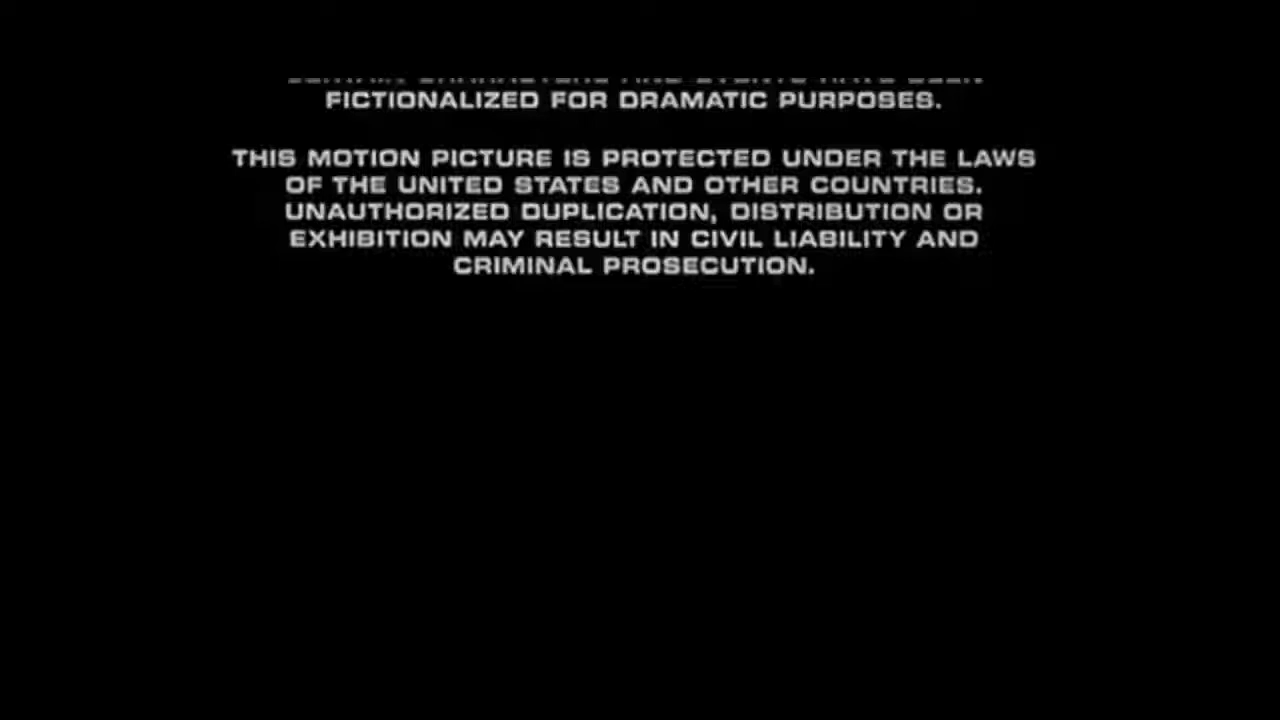 FICTIONALIZED FOR DRAMATIC PURPOSES.
THIS MOTION PICTURE IS PROTECTED UNDER THE LAWS
OF THE UNITED STATES AND OTHER COUNTRIES.
UNAUTHORIZED DUPLICATION, DISTRIBUTION OR
EXHIBITION MAY RESULT IN CIVIL LIABILITY AND
CRIMINAL PROSECUTION.